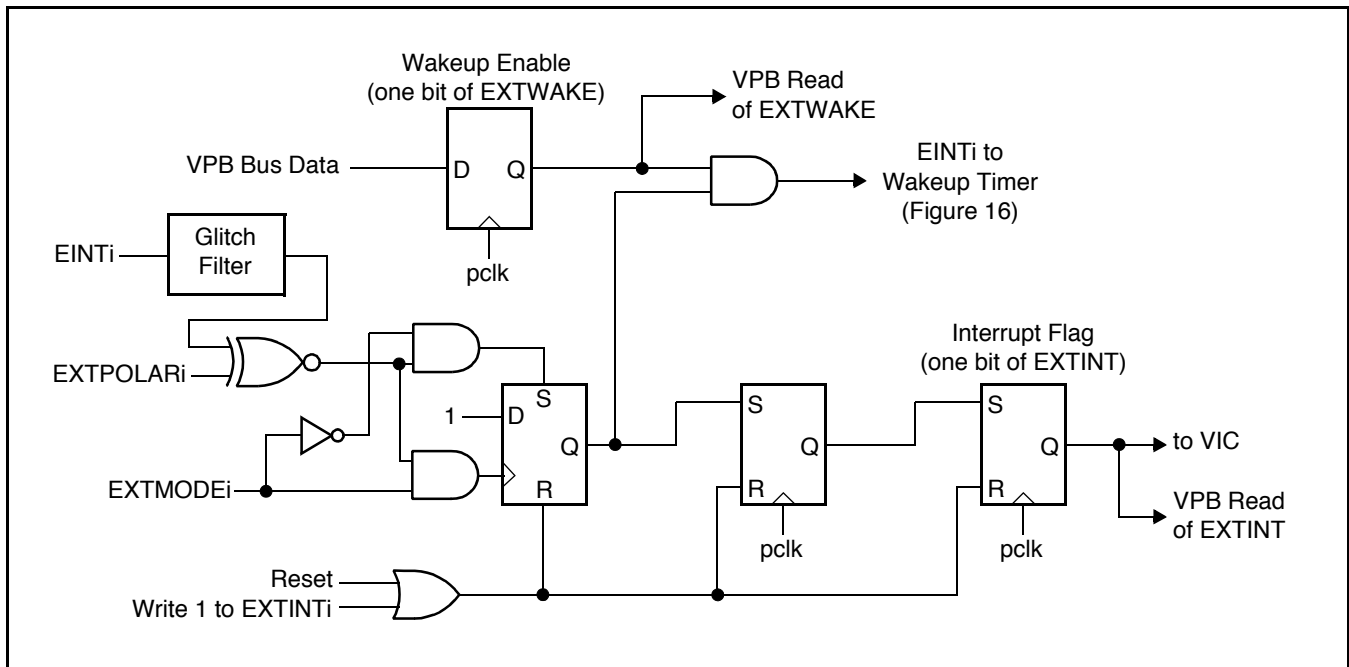 Wakeup Enable
(one bit of EXTWAKE)
VPB Read
of EXTWAKE
VPB Bus Data
D
Q
EINTi to
Wakeup Timer
(Figure 16)
pclk
Glitch
Filter
EINTi
EXTPOLARi
Interrupt Flag
(one bit of EXTINT)
1
S
D
Q
R
S
Q
R
pclk
S
Q
R
pclk
to VIC
VPB Read
of EXTINT
EXTMODEi
Reset
Write 1 to EXTINTi